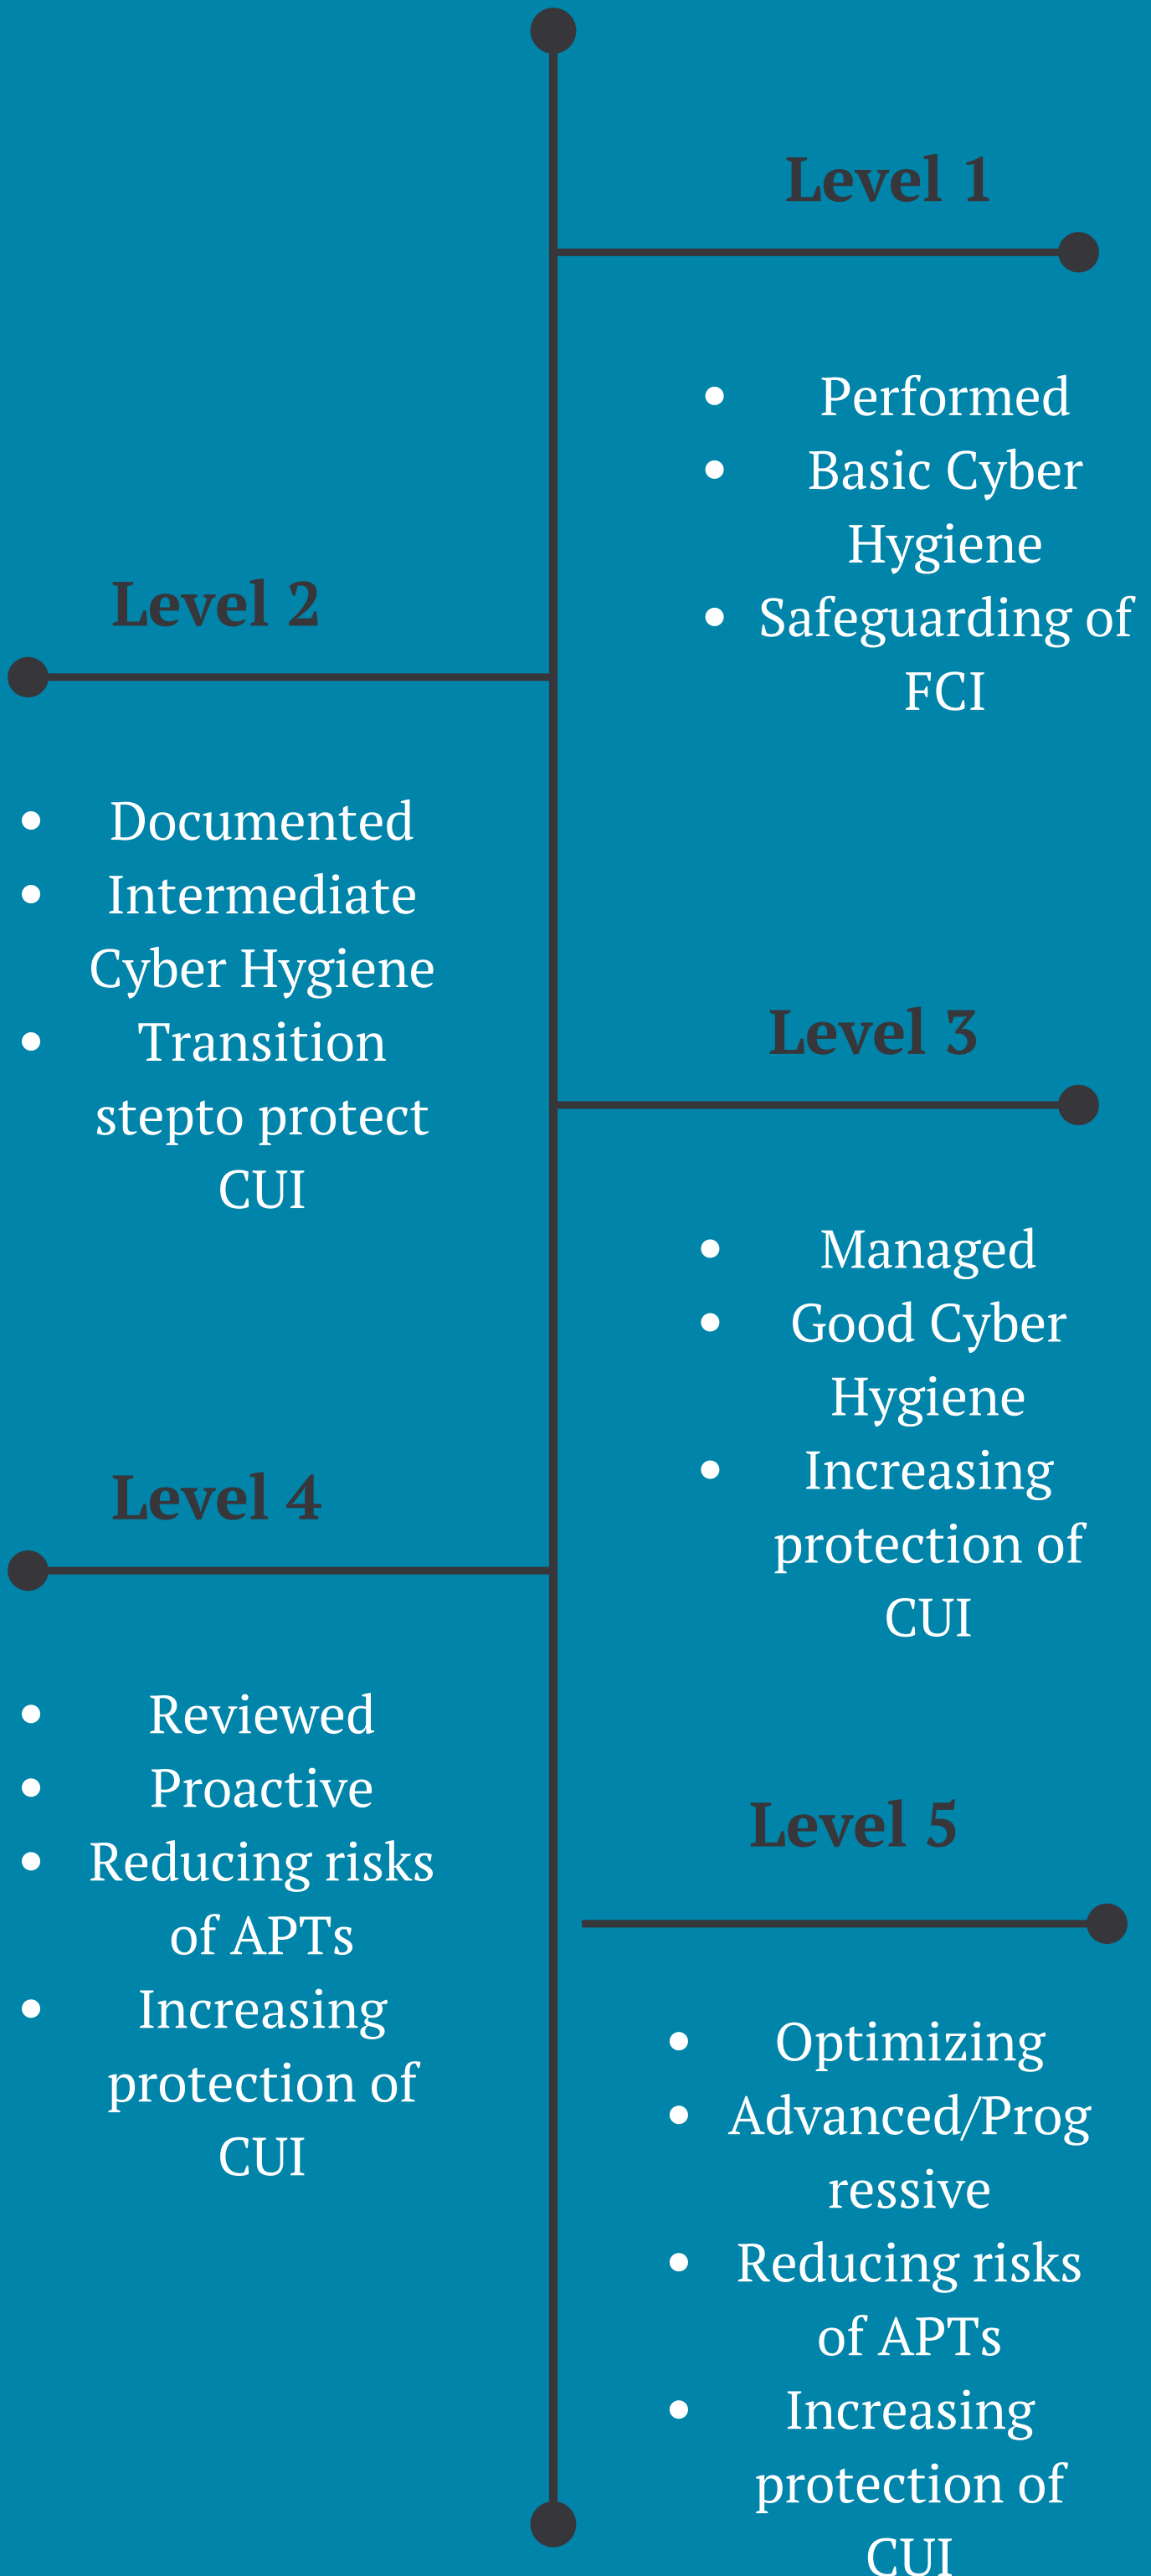 Level 1
• Performed
• Basic Cyber
Hygiene
• Safeguarding of
FCI
Level 2
• Documented
• Intermediate
Cyber Hygiene
• Transition
stepto protect
CUI
Level 3
• Managed
• Good Cyber
Hygiene
• Increasing
protection of
CUI
Level 4
• Reviewed
• Proactive
• Reducing risks
of APTs
• Increasing
protection of
CUI
Level 5
• Optimizing
• Advanced/Prog
ressive
• Reducing risks
of APTs
• Increasing
protection of
CUI